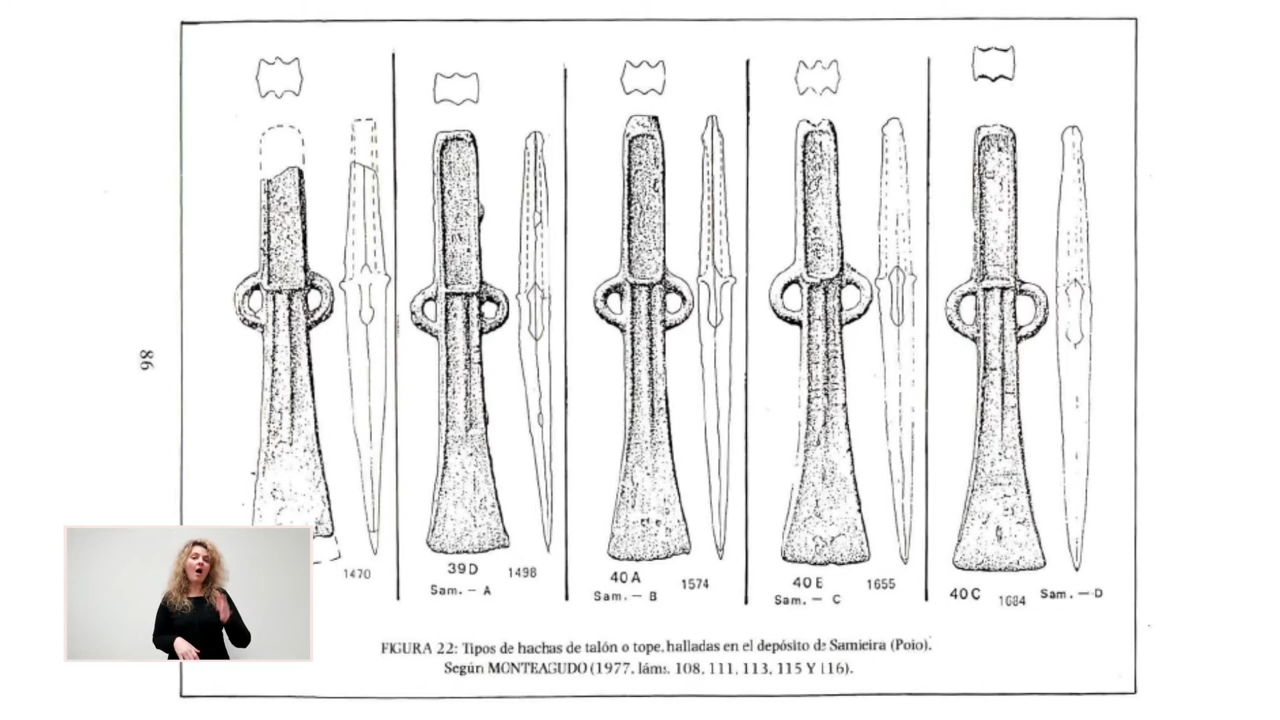 86
1470
39D 1498
Sam. — A
40A 1574
Sam. — B
40E 1655
Sam. — C
40C 1684 Sam. — D
FIGURA 22: Tipos de hachas de talón o tope, halladas en el depósito de Samieira (Poio).
Según MONTEAGUDO (1977, láms. 108, 111, 113, 115 Y 116).